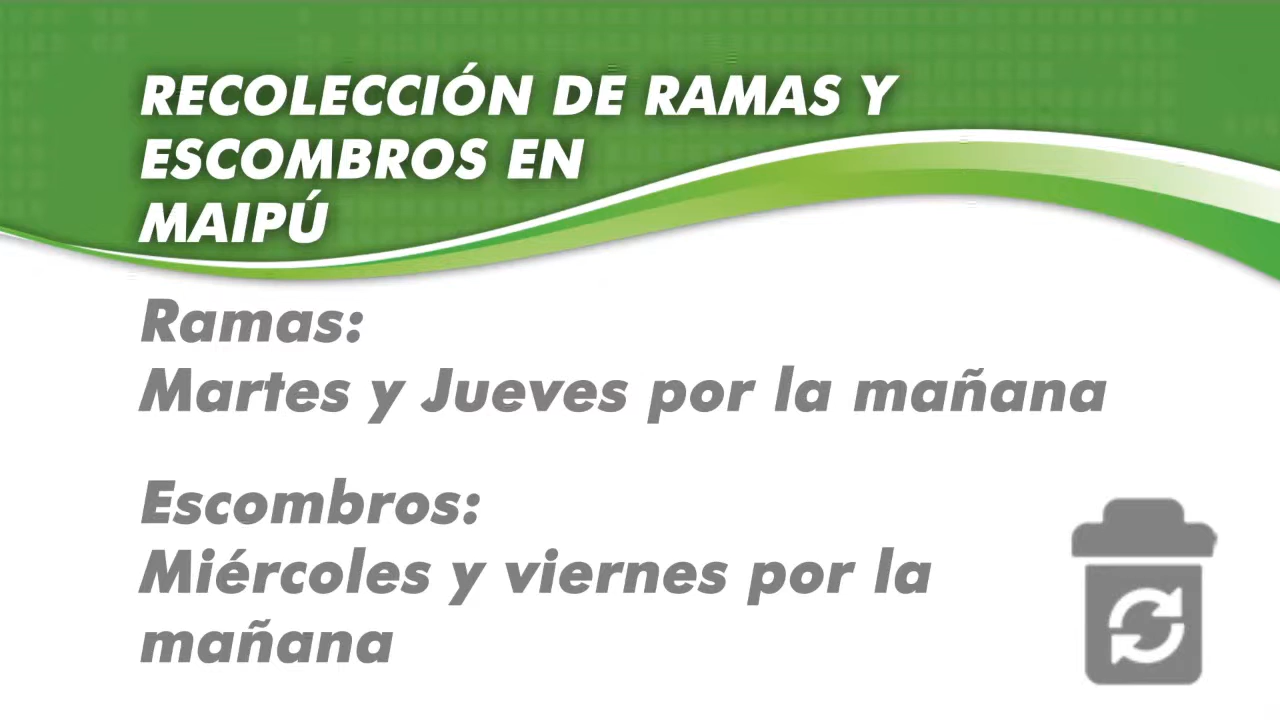 RECOLECCIÓN DE RAMAS Y
ESCOMBROS EN
MAIPÚ
Ramas:
Martes y Jueves por la mañana
Escombros:
Miércoles y viernes por la
mañana